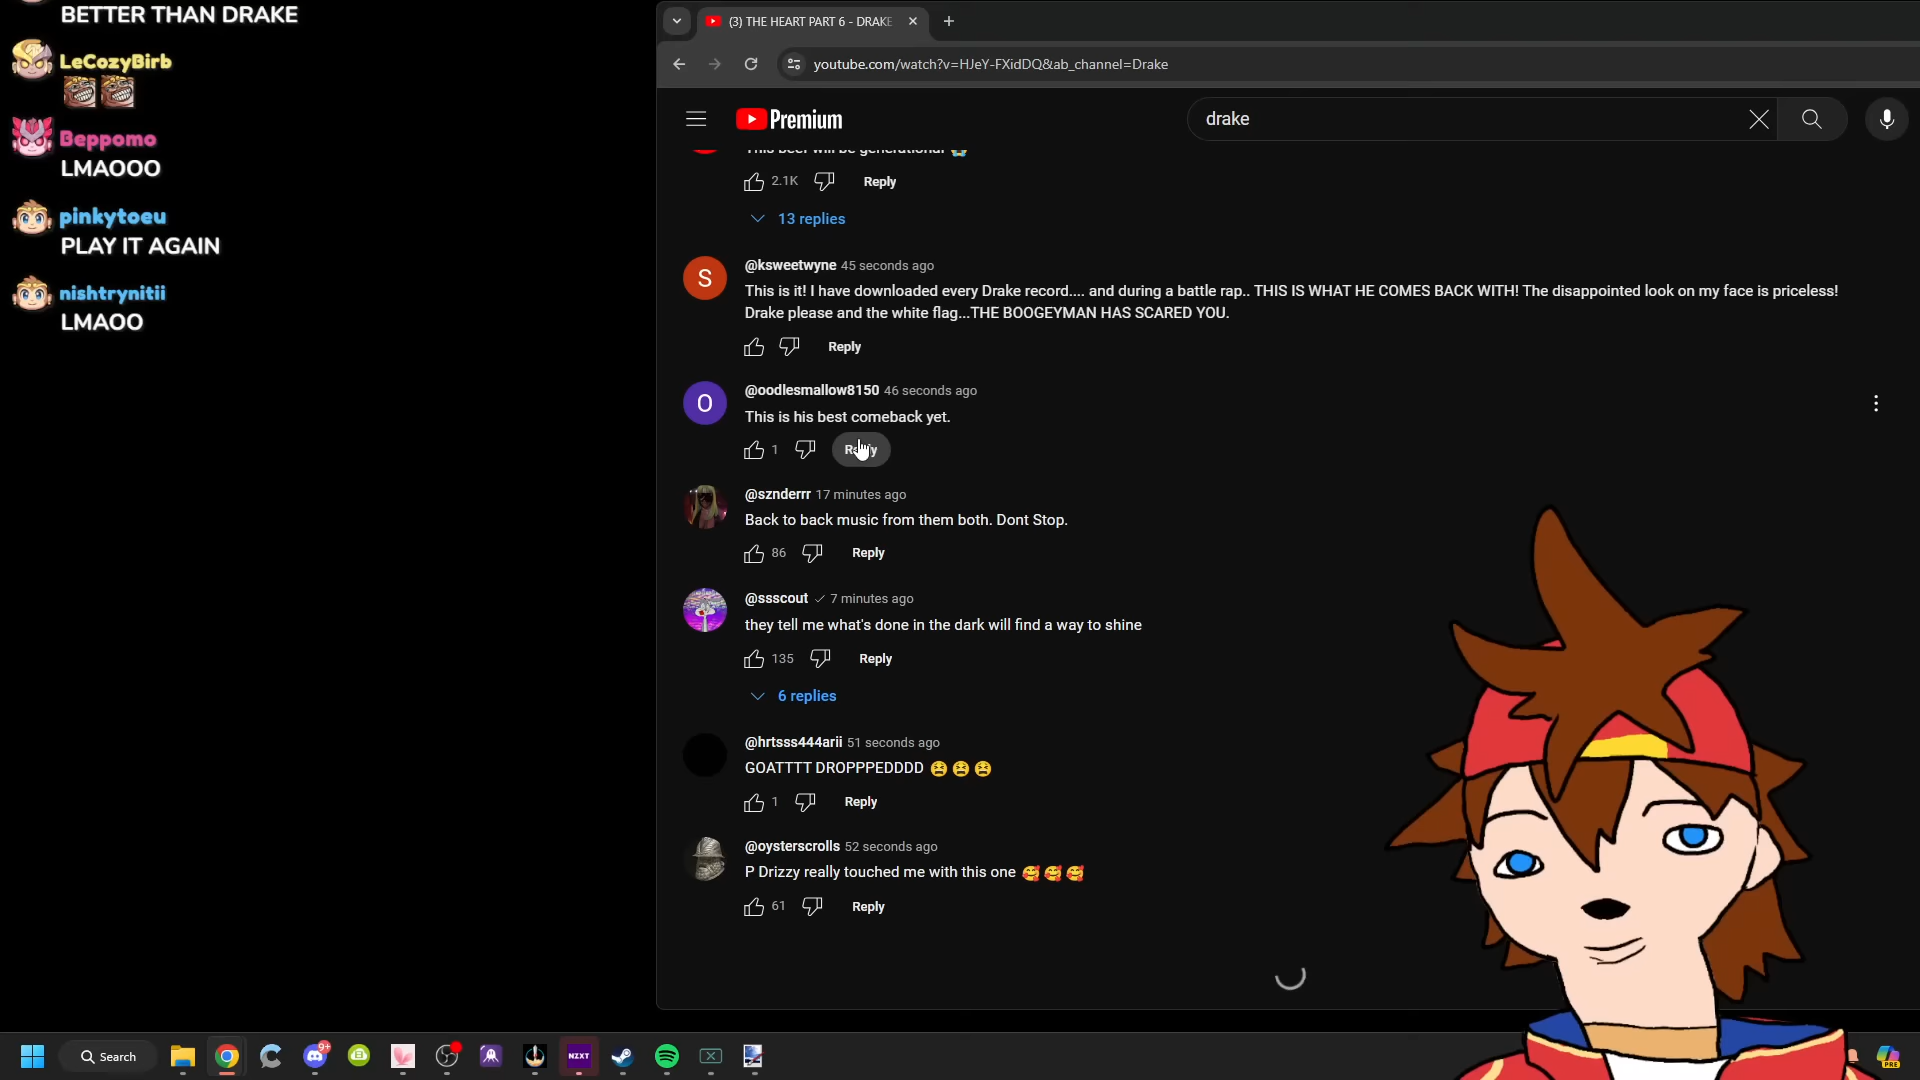 BETTER THAN DRAKE
LeCozyBirb
Beppomo
LMAOOO
pinkytoeu
PLAY IT AGAIN
nishtrynitii
LMAOO
(3) THE HEART PART 6 - DRAKE
youtube.com/watch?v=HJeY-FXidDQ&ab_channel=Drake
Premium
drake
This beef will be generational
2.1K Reply
13 replies
S
@ksweetwyne 45 seconds ago
This is it! I have downloaded every Drake record.... and during a battle rap.. THIS IS WHAT HE COMES BACK WITH! The disappointed look on my face is priceless!
Drake please and the white flag...THE BOOGEYMAN HAS SCARED YOU.
Reply
O
@oodlesmallow8150 46 seconds ago
This is his best comeback yet.
1 Reply
@sznderrr 17 minutes ago
Back to back music from them both. Dont Stop.
86 Reply
@ssscout 7 minutes ago
they tell me what's done in the dark will find a way to shine
135 Reply
6 replies
@hrtsss444arii 51 seconds ago
GOATTTT DROPPPEDDDD 😫 😫 😫
1 Reply
@oysterscrolls 52 seconds ago
P Drizzy really touched me with this one 🥰 🥰 🥰
61 Reply
Search
9+
NZXT
PRE